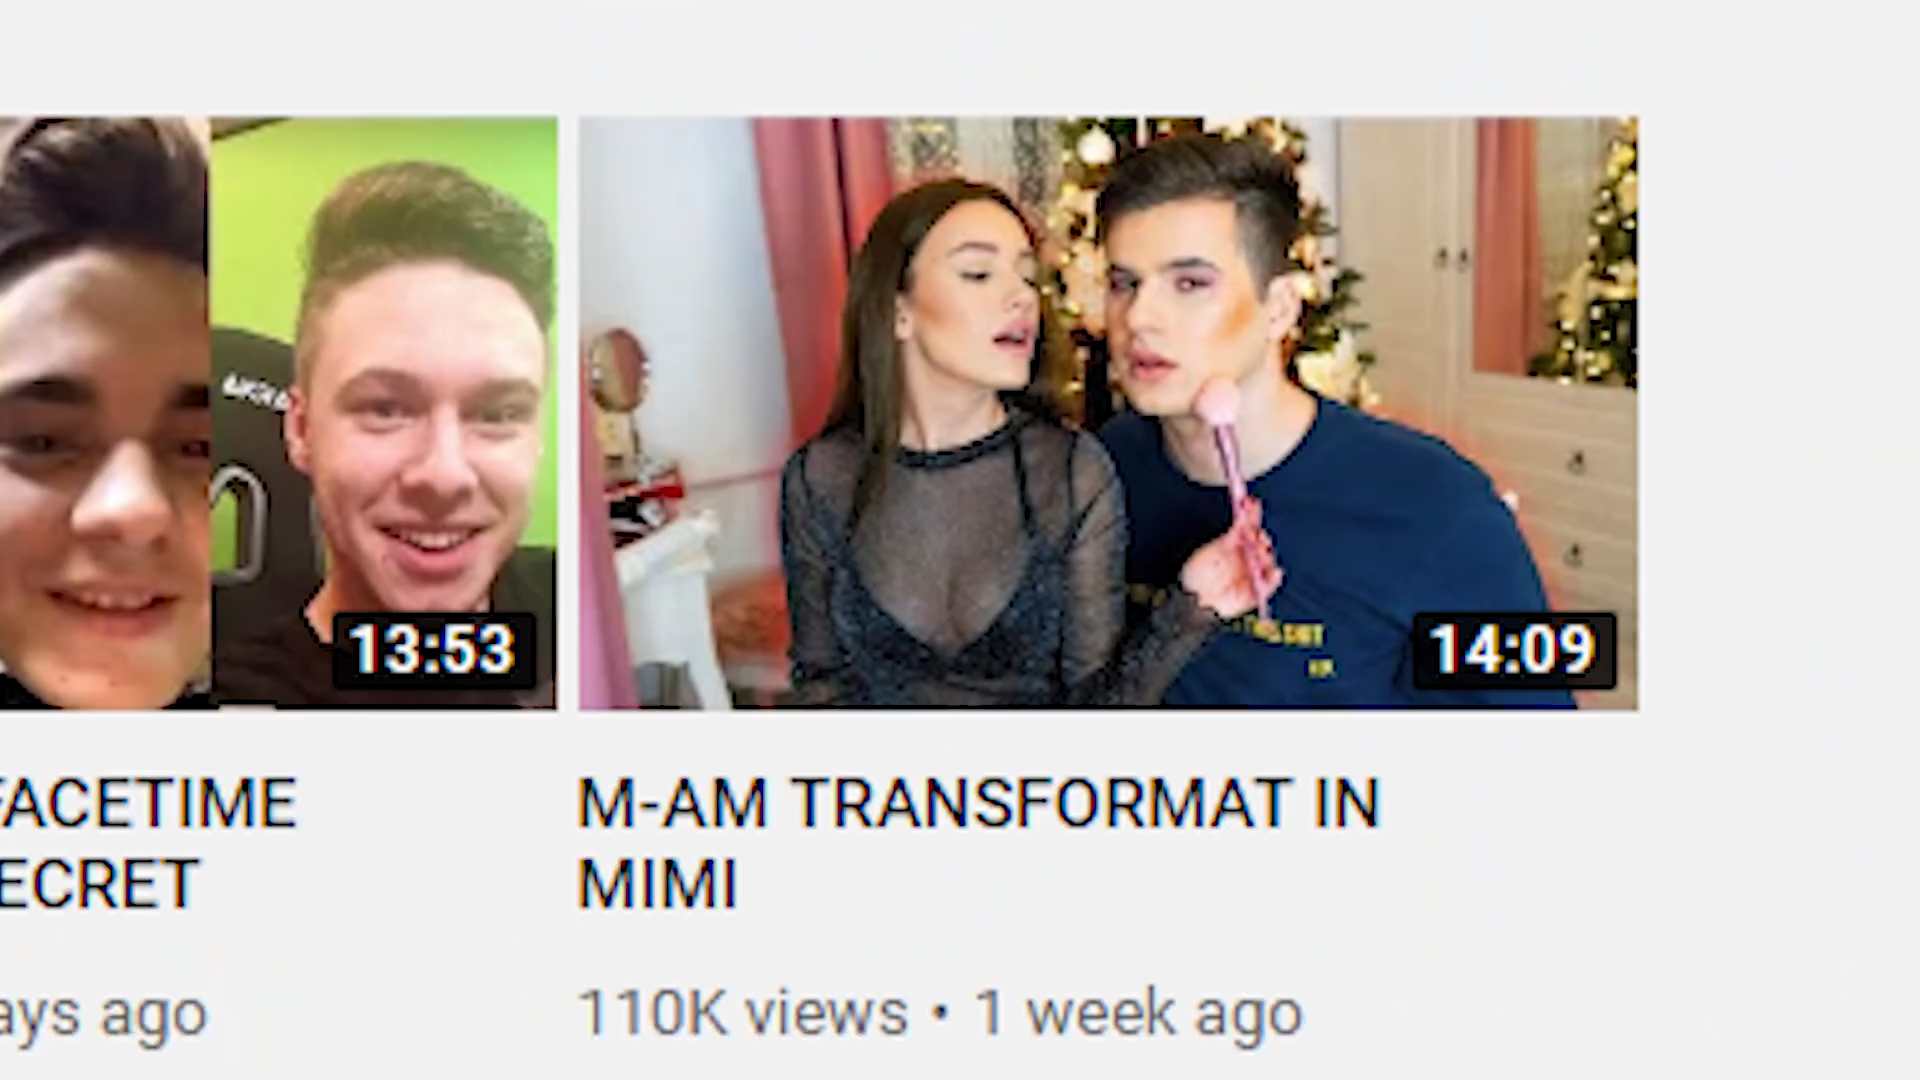 13:53
14:09
FACETIME
ECRET
M-AM TRANSFORMAT IN
MIMI
ays ago
110K views • 1 week ago